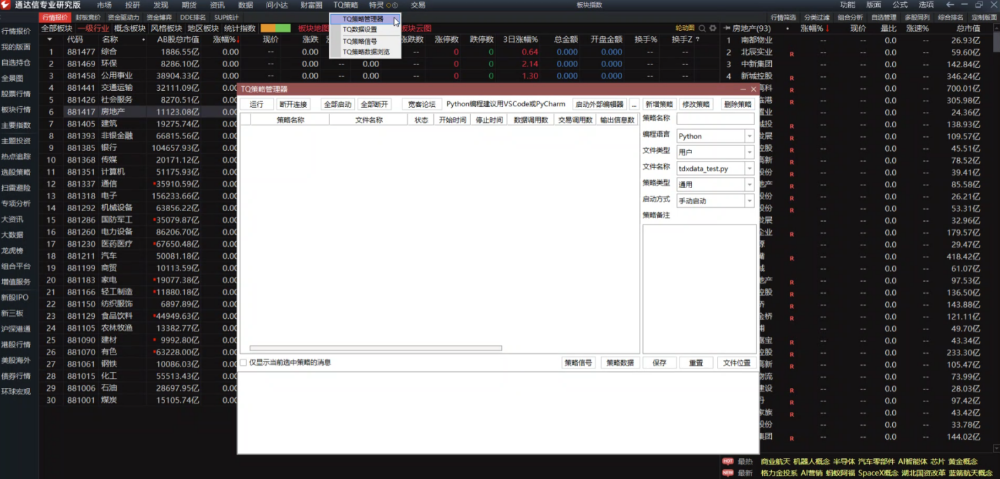 通达信专业研究版 市场 投研 发现 期货 资讯 数据 问小达 财富圈 TQ策略 特灵 交易 板块指数 功能 版面 公式 选项
行情报价 封板竞价 资金驱动力 资金博弈 DDE排名 SUP统计 行情筛选 分类过滤 组合分析 自选管理 多股同列 综合排名 定制版面
TQ策略管理器
TQ数据设置
TQ策略信号
TQ策略数据浏览
全部板块 一级行业 概念板块 风格板块 地区板块 统计指数 板块地图 板块云图 轮动图 房地产(93) 涨幅%↓ 现价 量比 涨速% 总市值
代码 名称 AB股总市值 涨幅%↓ 现价 涨跌 涨跌数 涨停数 跌停数 3日涨幅% 总金额 开盘金额 换手% 换手Z ?
行情报价
我的版面
自选持仓
全景图
股票行情
板块行情
主要指数
主题投资
热点追踪
选股策略
扫雷避险
专项分析
大资讯
大数据
龙虎榜
组合平台
增值服务
新股IPO
新三板
沪深港通
港股行情
美股海外
债券行情
环球宏观
1 881477 综合 1886.55亿 0.00 -- 0.00 -- 0.00 -- 0 0 0.64 0.000 0.000 -- --
2 881469 环保 8286.10亿 0.00 -- 0.00 -- 0.00 -- 0 0 2.14 0.000 0.000 -- --
3 881458 公用事业 38904.33亿 0.00 -- 0.00 -- 0.00 -- 0 0 1.30 0.000 0.000 -- --
4 881441 交通运输 32111.09亿 0.00
5 881426 社会服务 8270.51亿 0.00
6 881417 房地产 11123.08亿 0.00
7 881405 建筑 19275.74亿 0.00
8 881393 非银金融 66815.56亿 0.00
9 881385 银行 104657.93亿 0.00
10 881368 传媒 20171.12亿 0.00
11 881351 计算机 51175.93亿 0.00
12 881337 通信 35910.59亿 0.00
13 881318 电子 156233.66亿 0.00
14 881292 机械设备 63856.22亿 0.00
15 881286 国防军工 35079.87亿 0.00
16 881260 电力设备 86206.70亿 0.00
17 881230 医药医疗 67650.48亿 0.00
18 881211 汽车 50081.18亿 0.00
19 881199 商贸 10113.59亿 0.00
20 881183 家电 19077.38亿 0.00
21 881166 轻工制造 11880.18亿 0.00
22 881150 纺织服饰 6897.89亿 0.00
23 881129 食品饮料 44949.63亿 0.00
24 881105 农林牧渔 13382.77亿 0.00
25 881090 建材 9992.80亿 0.00
26 881070 有色 63228.00亿 0.00
27 881061 钢铁 10086.03亿 0.00
28 881015 化工 55513.43亿 0.00
29 881006 石油 28697.95亿 0.00
30 881001 煤炭 15105.74亿 0.00
TQ策略管理器
运行 断开连接 全部启动 全部断开 宽客论坛 Python编程建议用VSCode或PyCharm 启动外部编辑器 ... 新增策略 修改策略 删除策略
策略名称 文件名称 状态 开始时间 停止时间 数据调用数 交易调用数 输出信息数
策略名称
编程语言 Python
文件类型 用户
文件名称 tdxdata_test.py
策略类型 通用
启动方式 手动启动
策略备注
仅显示当前选中策略的消息 策略信号 策略数据 保存 重置 文件位置
1 南都物业 -- -- 0.0 -- 26.93亿
2 北辰实业 R -- -- 0.0 -- 59.60亿
3 中新集团 -- -- 0.0 -- 142.84亿
4 新城控股 R -- -- 0.0 -- 346.24亿
高科 R -- -- 0.0 -- 700.01亿
临港 R -- -- 0.0 -- 305.98亿
置业 -- -- 0.0 -- 24.36亿
城投 R -- -- 0.0 -- 138.93亿
发展 R -- -- 0.0 -- 109.57亿
控股 R -- -- 0.0 -- 45.51亿
高新 R -- -- 0.0 -- 78.52亿
股份 R -- -- 0.0 -- 39.41亿
地产 R -- -- 0.0 -- 85.58亿
股份 R -- -- 0.0 -- 26.21亿
股份 R -- -- 0.0 -- 53.31亿
发展 -- -- 0.0 -- 32.96亿
企业 R -- -- 0.0 -- 179.57亿
-- -- 0.0 -- 29.47亿
R -- -- 0.0 -- 418.42亿
-- -- 0.0 -- 61.07亿
地产 R -- -- 0.0 -- 97.53亿
控股 R -- -- 0.0 -- 136.50亿
R -- -- 0.0 -- 143.88亿
金桥 R -- -- 0.0 -- 121.11亿
-- -- 0.0 -- 49.70亿
嘉宝 R -- -- 0.0 -- 43.34亿
控股 R -- -- 0.0 -- 233.30亿
高新 R -- -- 0.0 -- 105.47亿
物流 -- -- 0.0 -- 73.99亿
建设 R -- -- 0.0 -- 28.03亿
R -- -- 0.0 -- 97.42亿
家族 R -- -- 0.0 -- 43.42亿
股份 -- -- 0.0 -- 33.78亿
集团 R -- -- 0.0 -- 144.02亿
HOT 最热 商业航天 机器人概念 半导体 汽车零部件 AI智能体 芯片 黄金概念
NEW 最新 格力金投系 AI营销 蚂蚁阿福 SpaceX概念 湖北国资改革 蓝箭航天概念